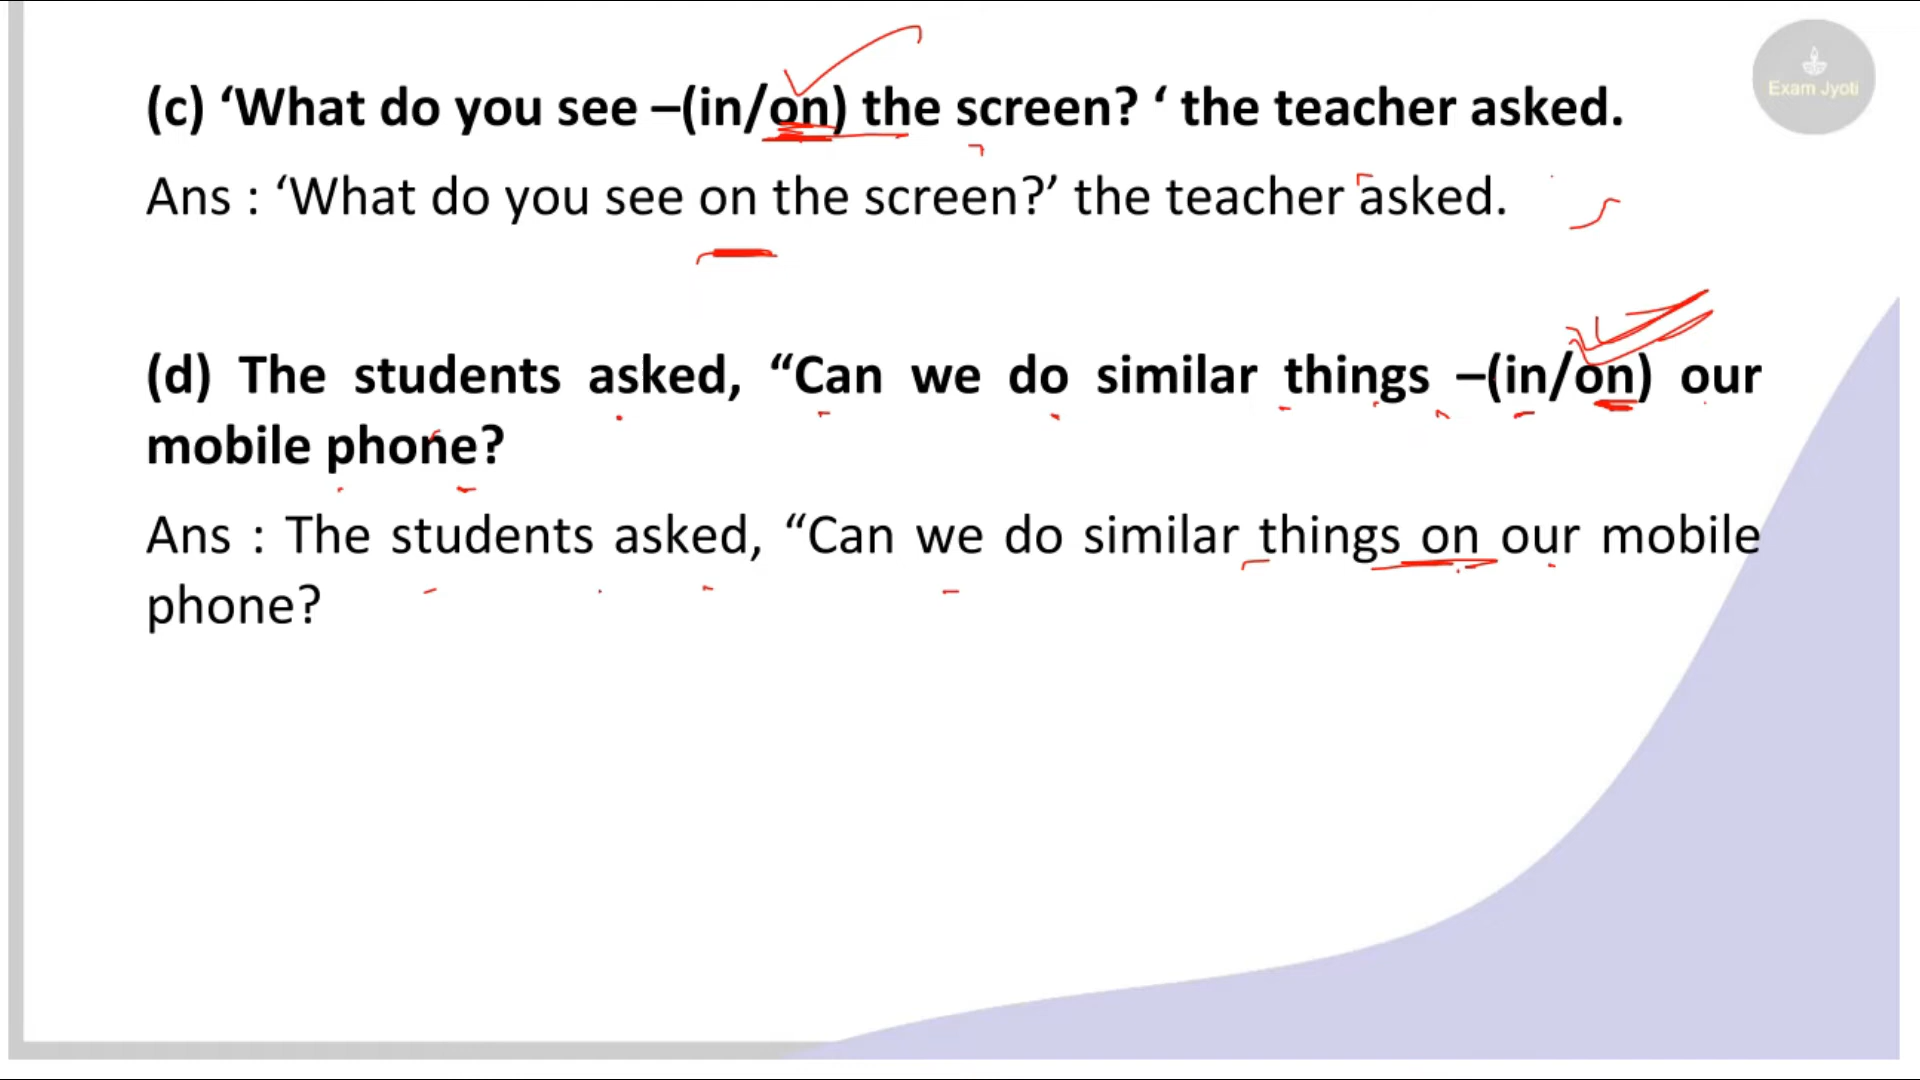 (c) ‘What do you see –(in/on) the screen? ‘ the teacher asked.
Exam Jyoti
Ans : ‘What do you see on the screen?’ the teacher asked.
(d) The students asked, “Can we do similar things –(in/on) our
mobile phone?
Ans : The students asked, “Can we do similar things on our mobile
phone?